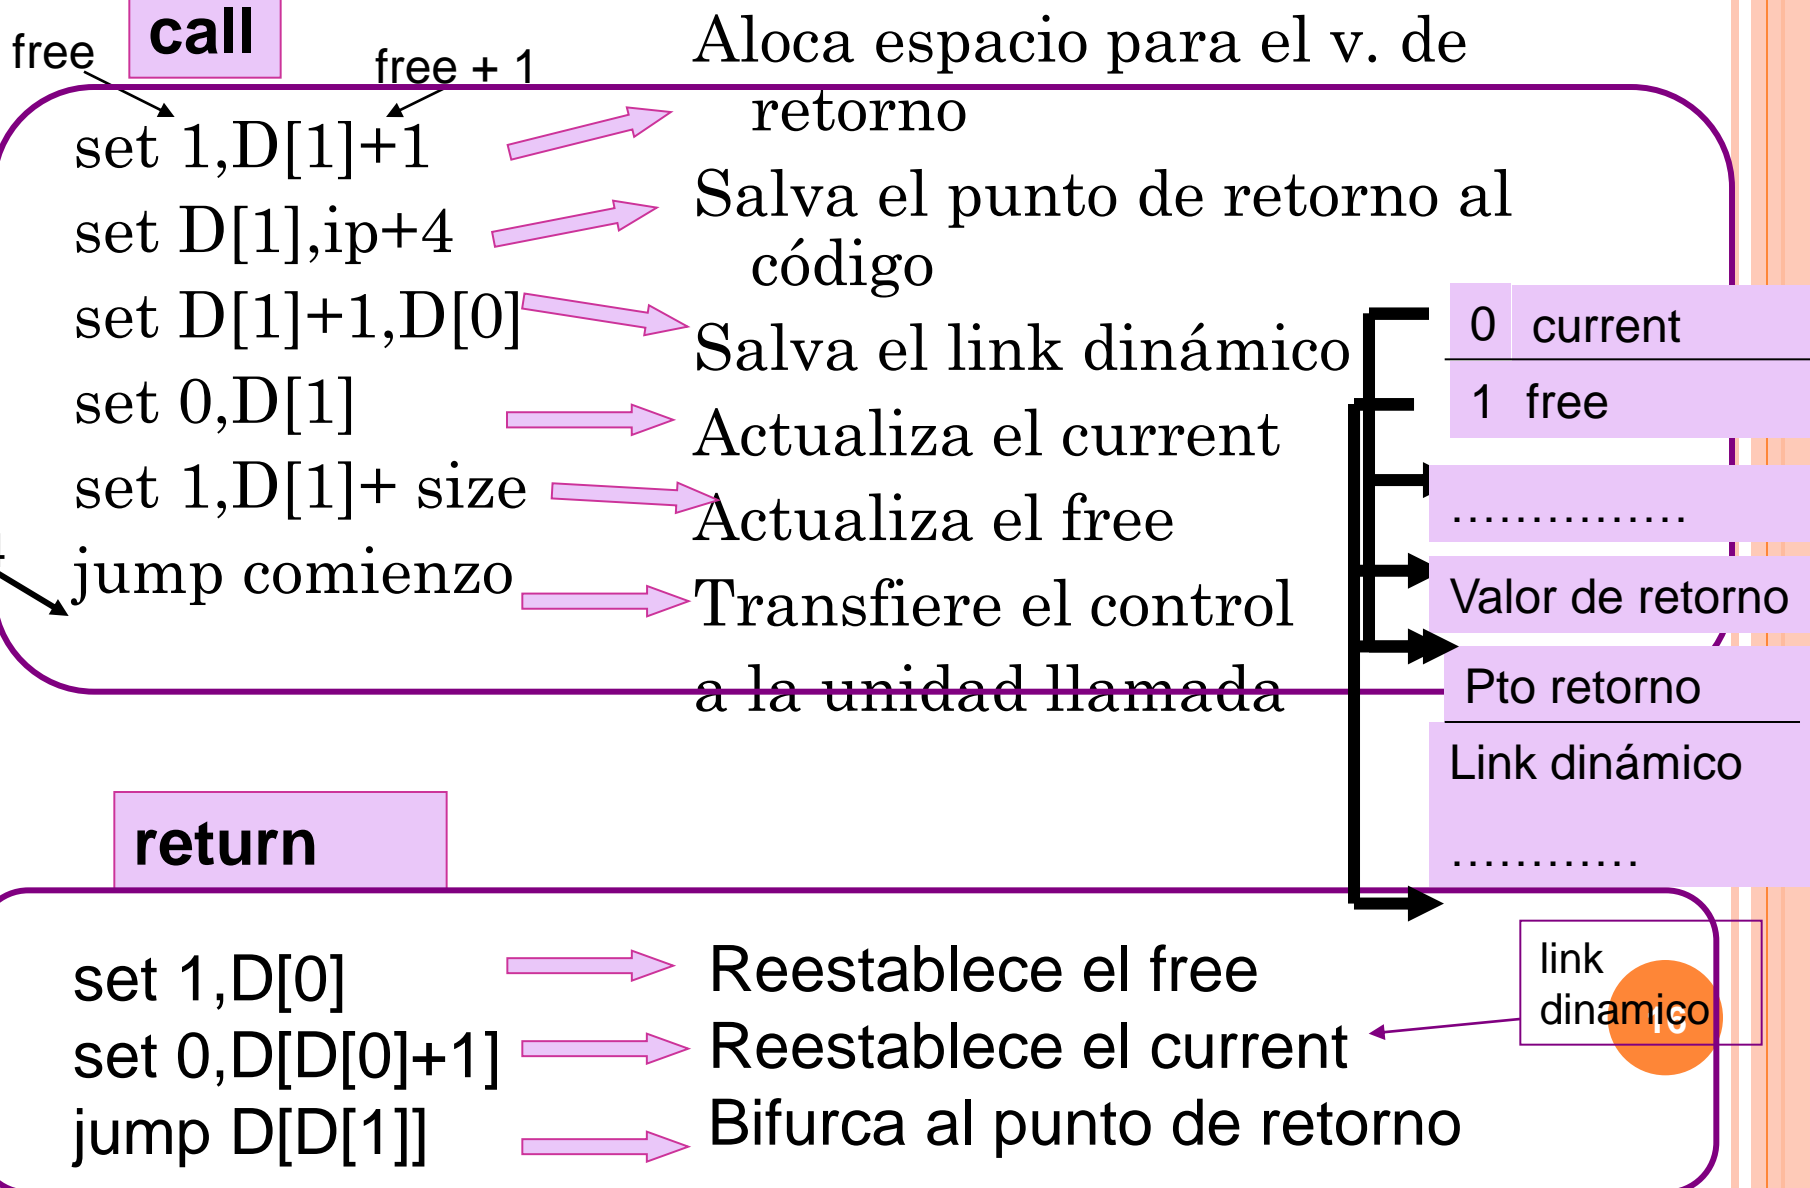 call
free
free + 1
set 1,D[1]+1
set D[1],ip+4
set D[1]+1,D[0]
set 0,D[1]
set 1,D[1]+ size
jump comienzo
Aloca espacio para el v. de
retorno
Salva el punto de retorno al
código
Salva el link dinámico
Actualiza el current
Actualiza el free
Transfiere el control
a la unidad llamada
0 current
1 free
……………
Valor de retorno
Pto retorno
Link dinámico
…………
return
set 1,D[0]
set 0,D[D[0]+1]
jump D[D[1]]
Reestablece el free
Reestablece el current
Bifurca al punto de retorno
link
dinamico
16